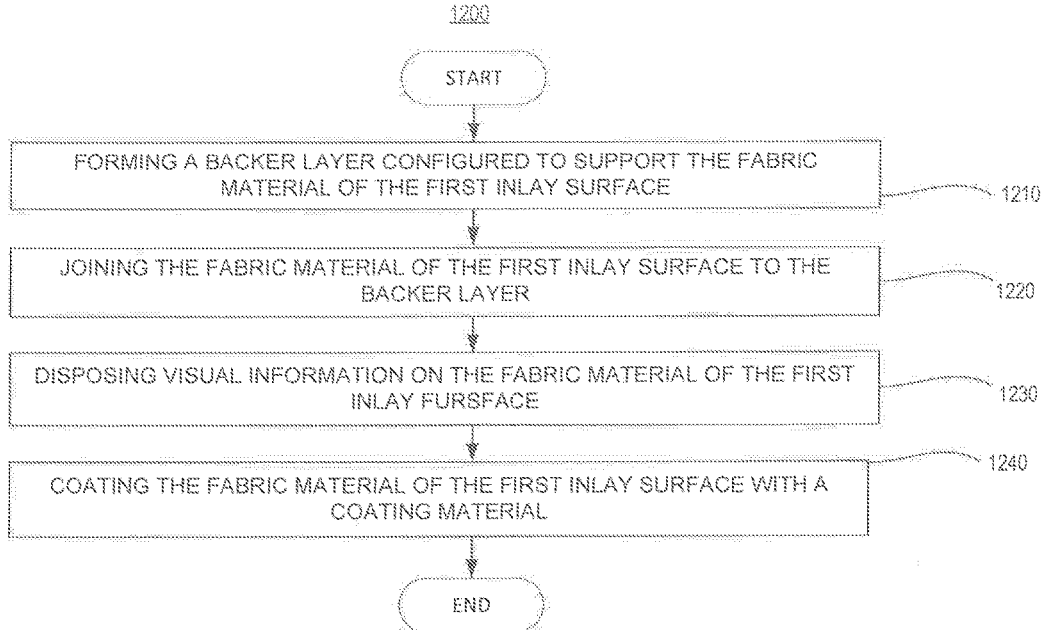 1200
START
FORMING A BACKER LAYER CONFIGURED TO SUPPORT THE FABRIC
MATERIAL OF THE FIRST INLAY SURFACE
1210
JOINING THE FABRIC MATERIAL OF THE FIRST INLAY SURFACE TO THE
BACKER LAYER
1220
DISPOSING VISUAL INFORMATION ON THE FABRIC MATERIAL OF THE FIRST
INLAY FURSFACE
1230
COATING THE FABRIC MATERIAL OF THE FIRST INLAY SURFACE WITH A
COATING MATERIAL
1240
END